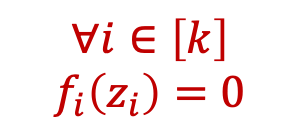 ∀i ∈ [k]
fᵢ(zᵢ) = 0